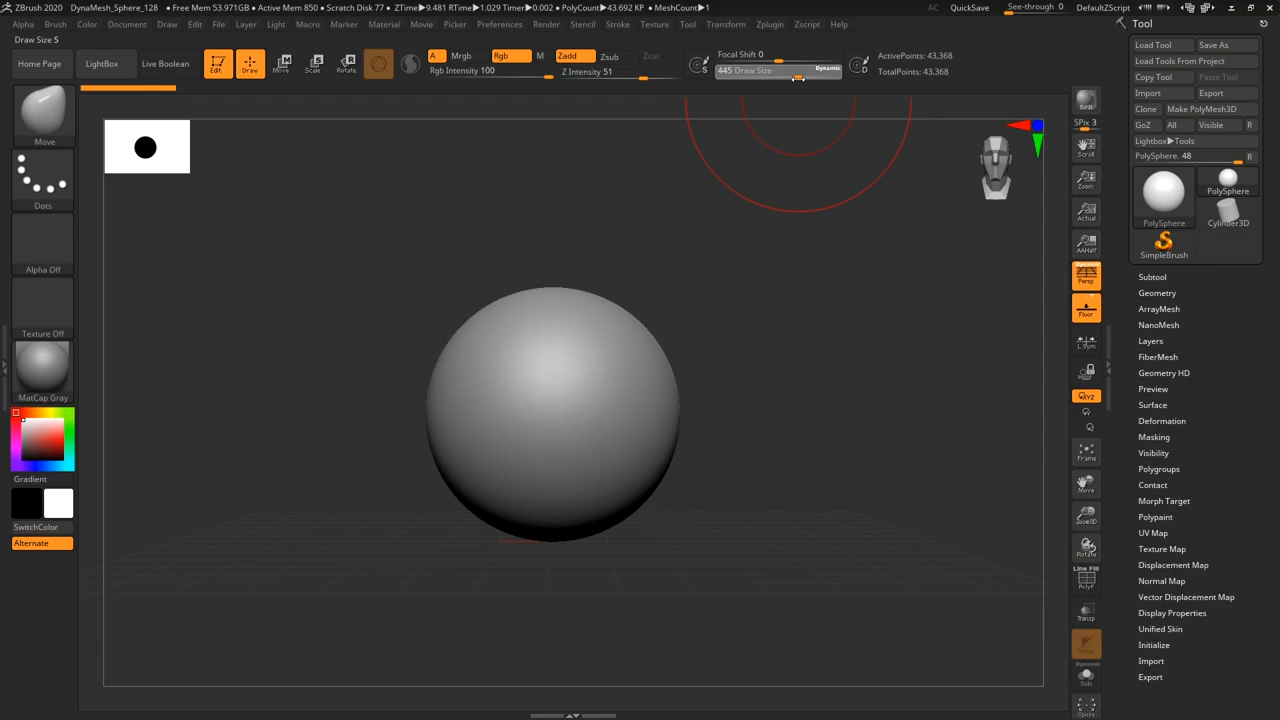 ZBrush 2020 DynaMesh_Sphere_128 • Free Mem 53.971GB • Active Mem 850 • Scratch Disk 77 • ZTime►9.481 RTime►1.029 Timer►0.002 • PolyCount►43.692 KP • MeshCount►1 AC QuickSave See-through 0 Menus DefaultZScript
Alpha Brush Color Document Draw Edit File Layer Light Macro Marker Material Movie Picker Preferences Render Stencil Stroke Texture Tool Transform Zplugin Zscript Help
Draw Size S
Home Page LightBox Live Boolean Edit Draw Move Scale Rotate
A Mrgb Rgb M Zadd Zsub Zcut
Rgb Intensity 100 Z Intensity 51
Focal Shift 0
445 Draw Size Dynamic
S D
ActivePoints: 43,368
TotalPoints: 43,368
Move
Dots
Alpha Off
Texture Off
MatCap Gray
Gradient
SwitchColor
Alternate
BPR
SPix 3
Scroll
Zoom
Actual
AAHalf
Dynamic
Persp
Floor
L.Sym
XYZ
Frame
Move
Zoom3D
Rotate
Line Fill
PolyF
Transp
Dynamic
Solo
Xpose
Tool
Load Tool Save As
Load Tools From Project
Copy Tool Paste Tool
Import Export
Clone Make PolyMesh3D
GoZ All Visible R
Lightbox►Tools
PolySphere. 48 R
PolySphere
PolySphere
Cylinder3D
SimpleBrush
Subtool
Geometry
ArrayMesh
NanoMesh
Layers
FiberMesh
Geometry HD
Preview
Surface
Deformation
Masking
Visibility
Polygroups
Contact
Morph Target
Polypaint
UV Map
Texture Map
Displacement Map
Normal Map
Vector Displacement Map
Display Properties
Unified Skin
Initialize
Import
Export